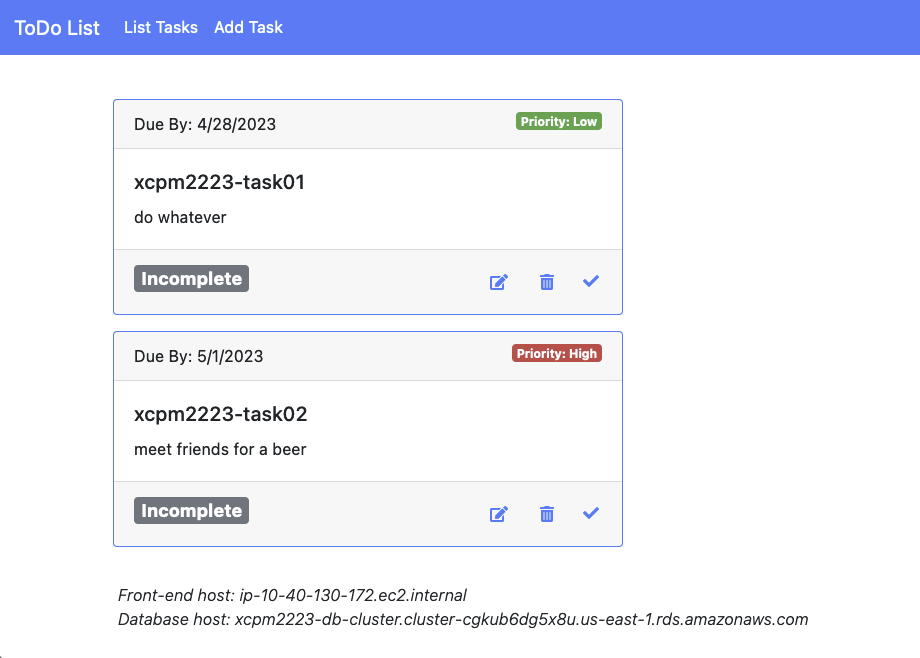 ToDo List List Tasks Add Task
Due By: 4/28/2023 Priority: Low
xcpm2223-task01
do whatever
Incomplete
Due By: 5/1/2023 Priority: High
xcpm2223-task02
meet friends for a beer
Incomplete
Front-end host: ip-10-40-130-172.ec2.internal
Database host: xcpm2223-db-cluster.cluster-cgkub6dg5x8u.us-east-1.rds.amazonaws.com